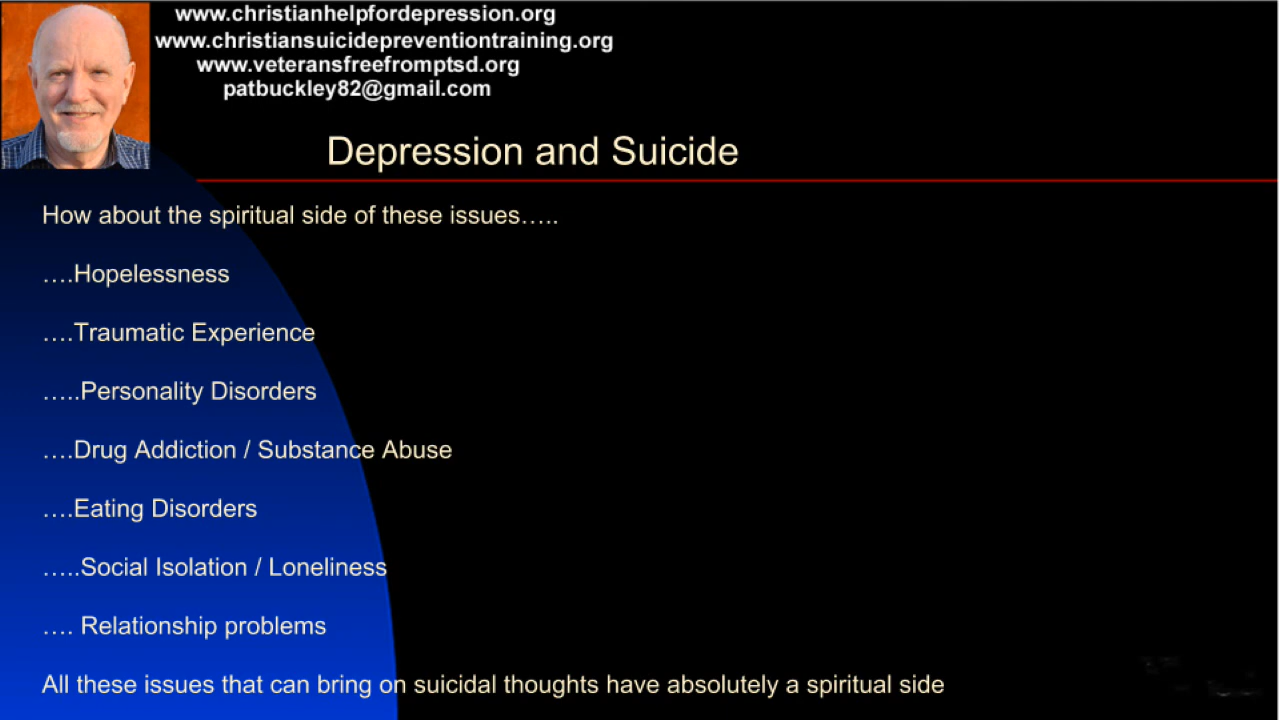 www.christianhelpfordepression.org
www.christiansuicidepreventiontraining.org
www.veteransfreefromptsd.org
patbuckley82@gmail.com
Depression and Suicide
How about the spiritual side of these issues…..
….Hopelessness
….Traumatic Experience
…..Personality Disorders
….Drug Addiction / Substance Abuse
….Eating Disorders
…..Social Isolation / Loneliness
…. Relationship problems
All these issues that can bring on suicidal thoughts have absolutely a spiritual side